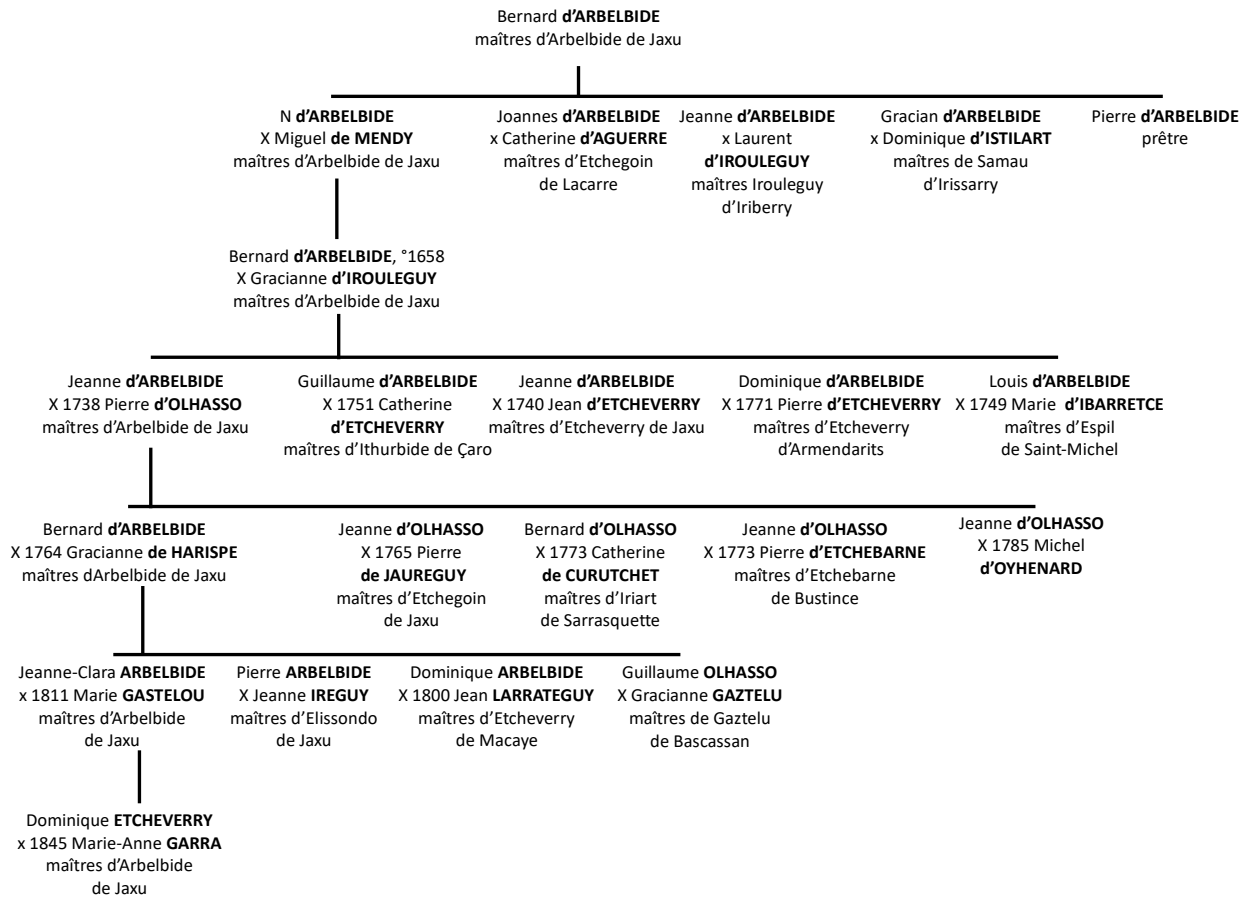 Bernard d’ARBELBIDE
maîtres d’Arbelbide de Jaxu
N d’ARBELBIDE
X Miguel de MENDY
maîtres d’Arbelbide de Jaxu
Joannes d’ARBELBIDE
x Catherine d’AGUERRE
maîtres d’Etchegoin
de Lacarre
Jeanne d’ARBELBIDE
x Laurent
d’IROULEGUY
maîtres Irouleguy
d’Iriberry
Gracian d’ARBELBIDE
x Dominique d’ISTILART
maîtres de Samau
d’Irissarry
Pierre d’ARBELBIDE
prêtre
Bernard d’ARBELBIDE, °1658
X Gracianne d’IROULEGUY
maîtres d’Arbelbide de Jaxu
Jeanne d’ARBELBIDE
X 1738 Pierre d’OLHASSO
maîtres d’Arbelbide de Jaxu
Guillaume d’ARBELBIDE
X 1751 Catherine
d’ETCHEVERRY
maîtres d’Ithurbide de Çaro
Jeanne d’ARBELBIDE
X 1740 Jean d’ETCHEVERRY
maîtres d’Etcheverry de Jaxu
Dominique d’ARBELBIDE
X 1771 Pierre d’ETCHEVERRY
maîtres d’Etcheverry
d’Armendarits
Louis d’ARBELBIDE
X 1749 Marie d’IBARRETCE
maîtres d’Espil
de Saint-Michel
Bernard d’ARBELBIDE
X 1764 Gracianne de HARISPE
maîtres dArbelbide de Jaxu
Jeanne d’OLHASSO
X 1765 Pierre
de JAUREGUY
maîtres d’Etchegoin
de Jaxu
Bernard d’OLHASSO
X 1773 Catherine
de CURUTCHET
maîtres d’Iriart
de Sarrasquette
Jeanne d’OLHASSO
X 1773 Pierre d’ETCHEBARNE
maîtres d’Etchebarne
de Bustince
Jeanne d’OLHASSO
X 1785 Michel
d’OYHENARD
Jeanne-Clara ARBELBIDE
x 1811 Marie GASTELOU
maîtres d’Arbelbide
de Jaxu
Pierre ARBELBIDE
X Jeanne IREGUY
maîtres d’Elissondo
de Jaxu
Dominique ARBELBIDE
X 1800 Jean LARRATEGUY
maîtres d’Etcheverry
de Macaye
Guillaume OLHASSO
X Gracianne GAZTELU
maîtres de Gaztelu
de Bascassan
Dominique ETCHEVERRY
x 1845 Marie-Anne GARRA
maîtres d’Arbelbide
de Jaxu